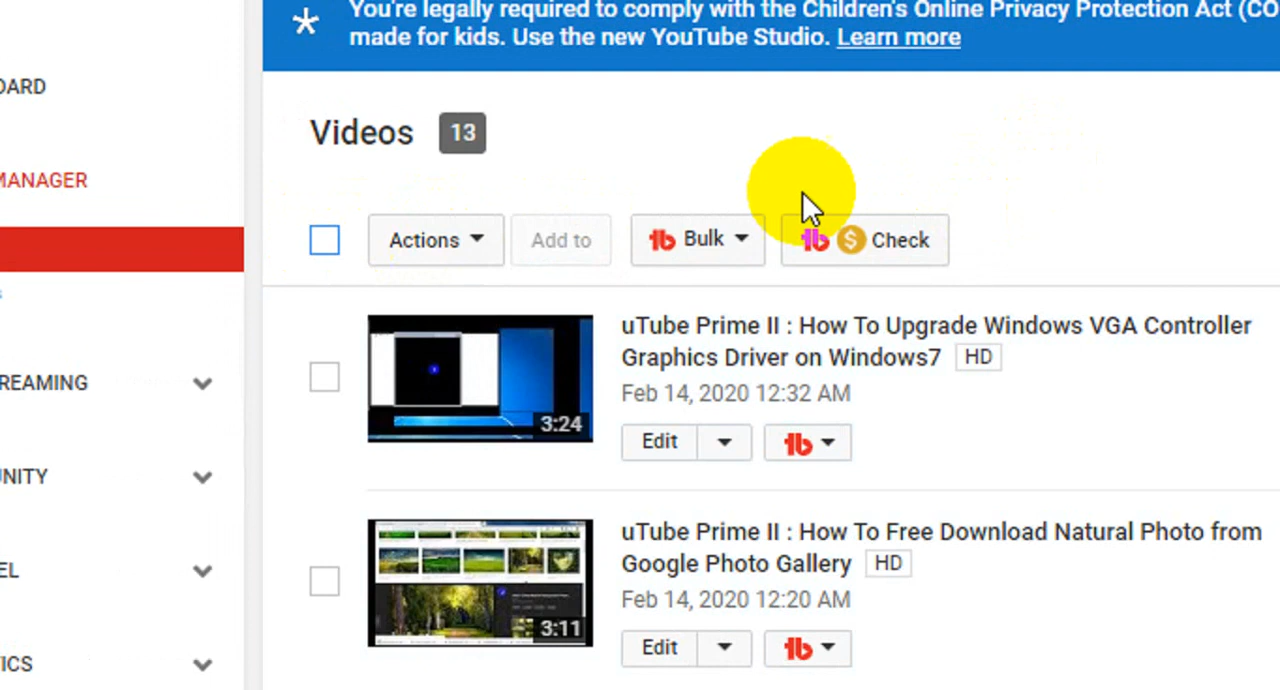 You're legally required to comply with the Children's Online Privacy Protection Act (CO
made for kids. Use the new YouTube Studio. Learn more
OARD
MANAGER
Videos 13
Actions Add to Bulk $ Check
REAMING
UNITY
EL
ICS
uTube Prime II : How To Upgrade Windows VGA Controller
Graphics Driver on Windows7 HD
Feb 14, 2020 12:32 AM
3:24
Edit
uTube Prime II : How To Free Download Natural Photo from
Google Photo Gallery HD
Feb 14, 2020 12:20 AM
3:11
Edit